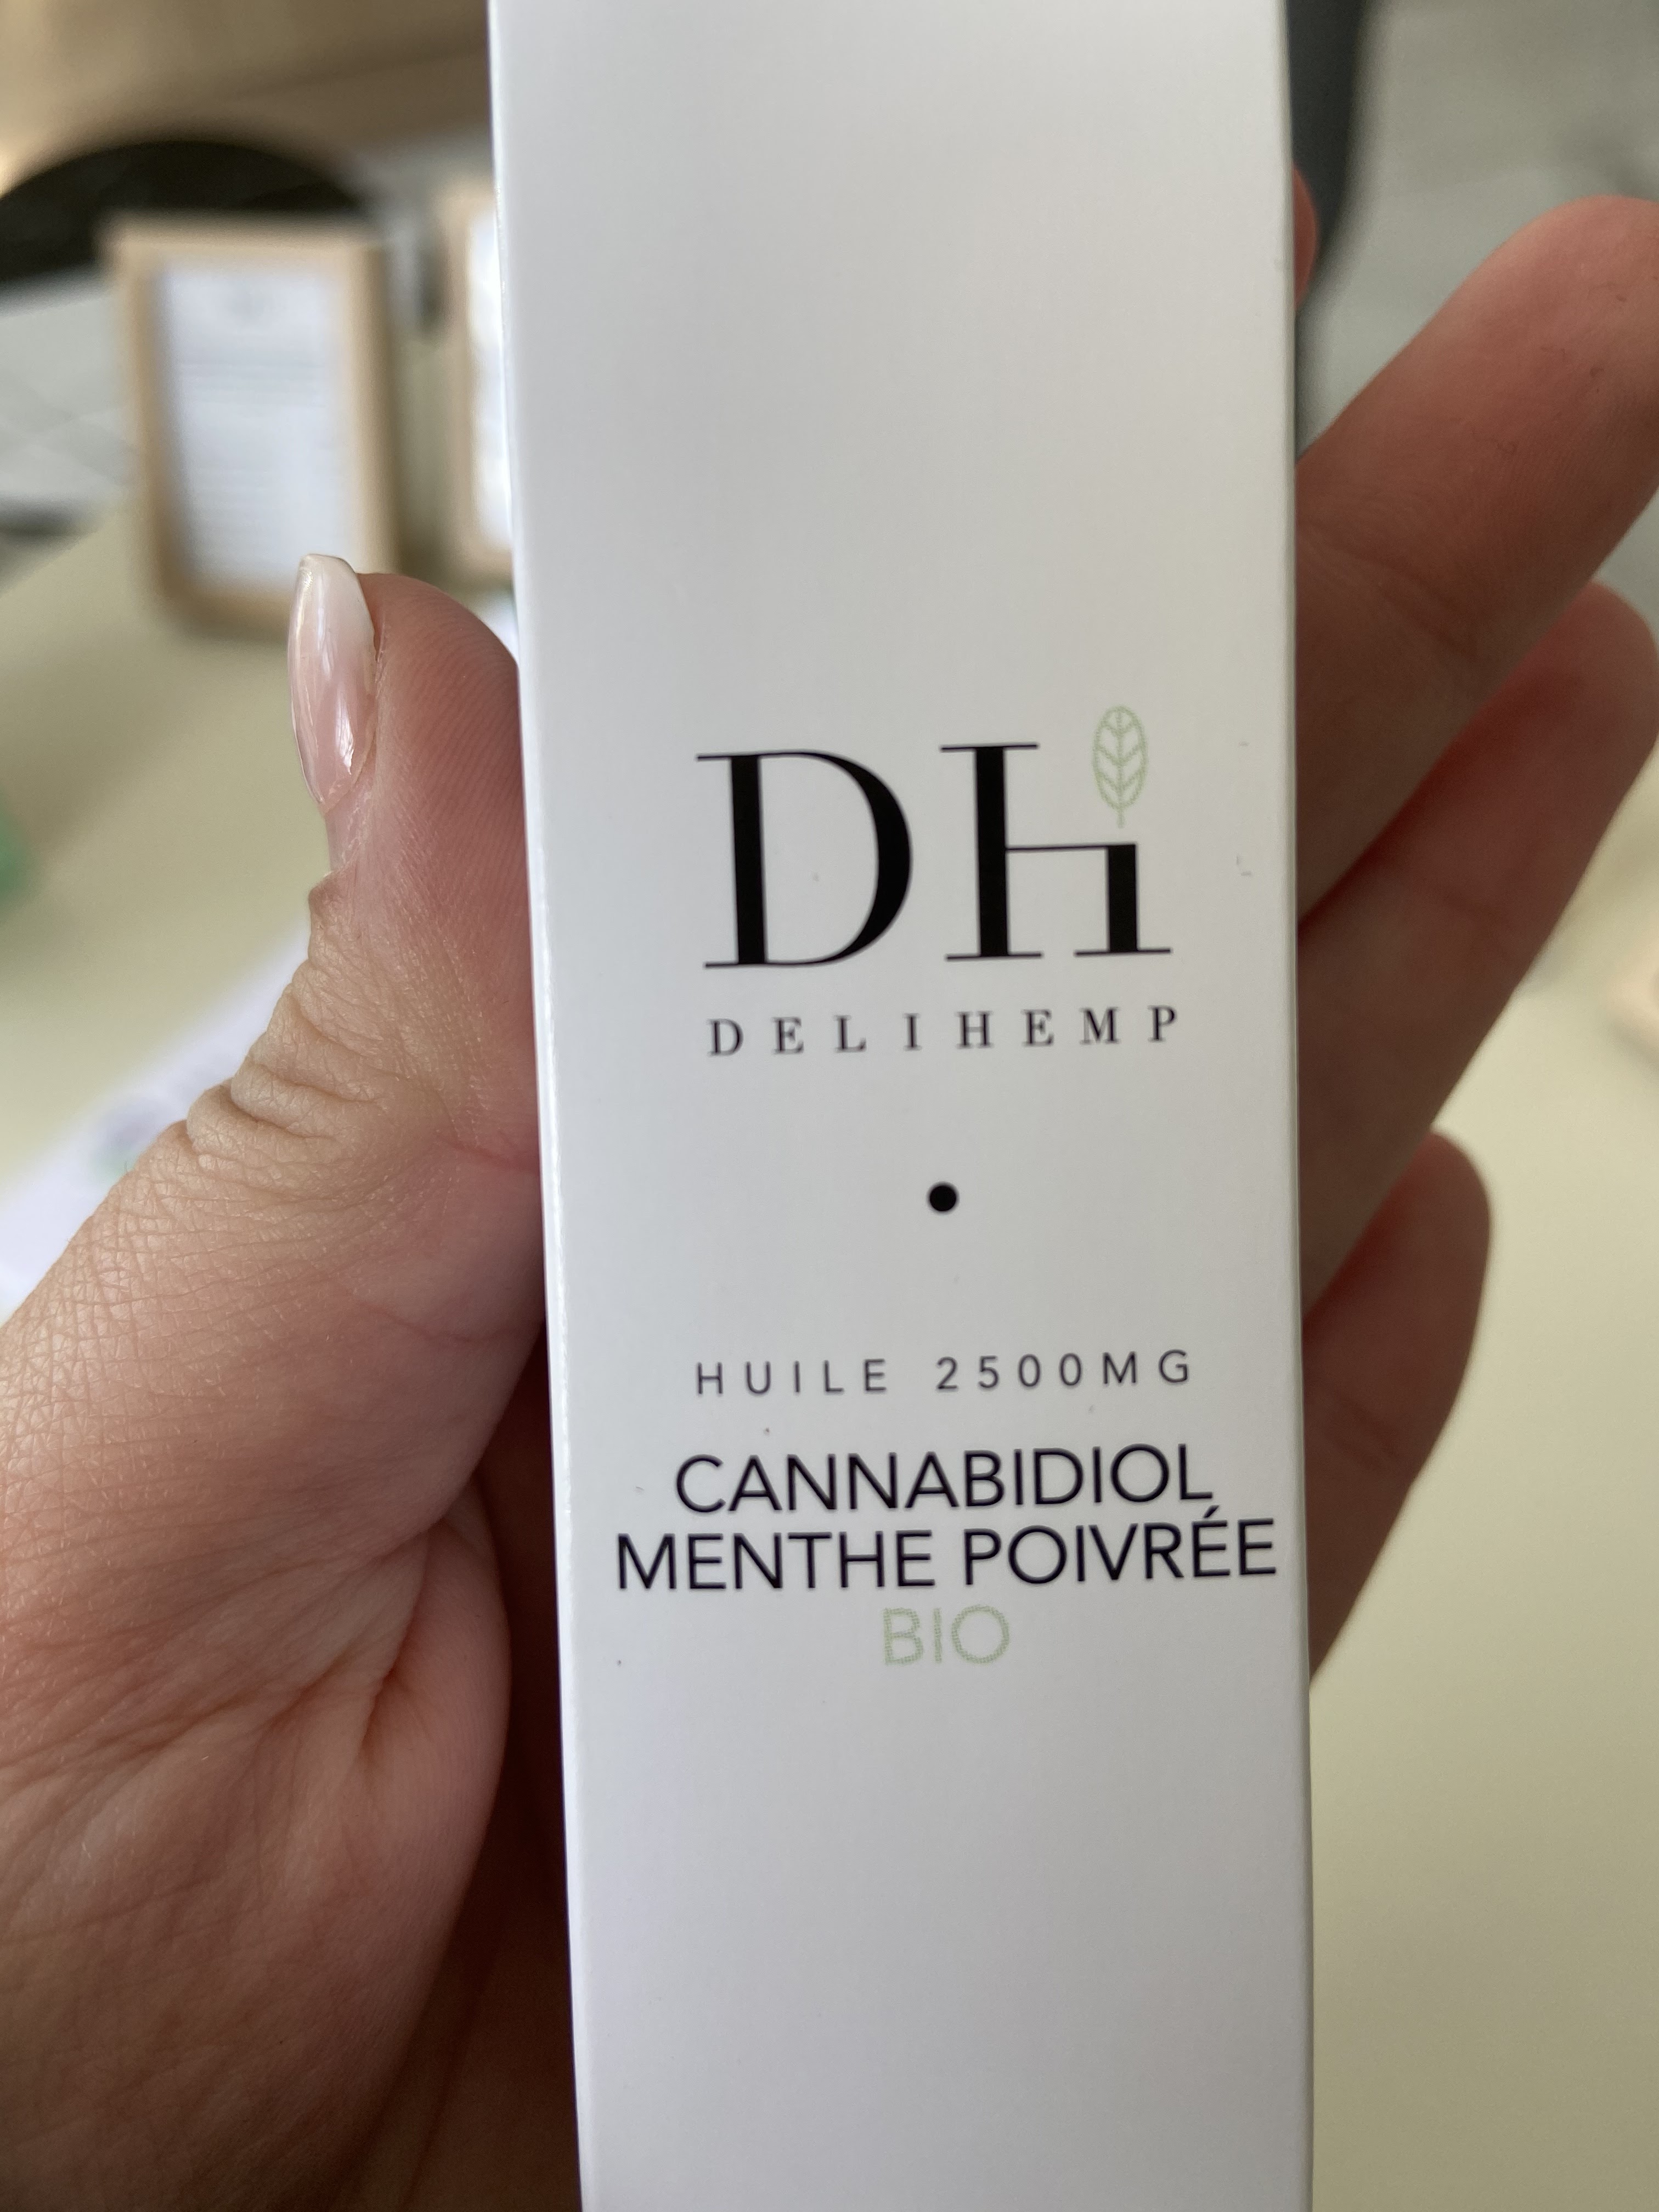 Dh
DELIHEMP
HUILE 2500MG
CANNABIDIOL
MENTHE POIVRÉE
BIO